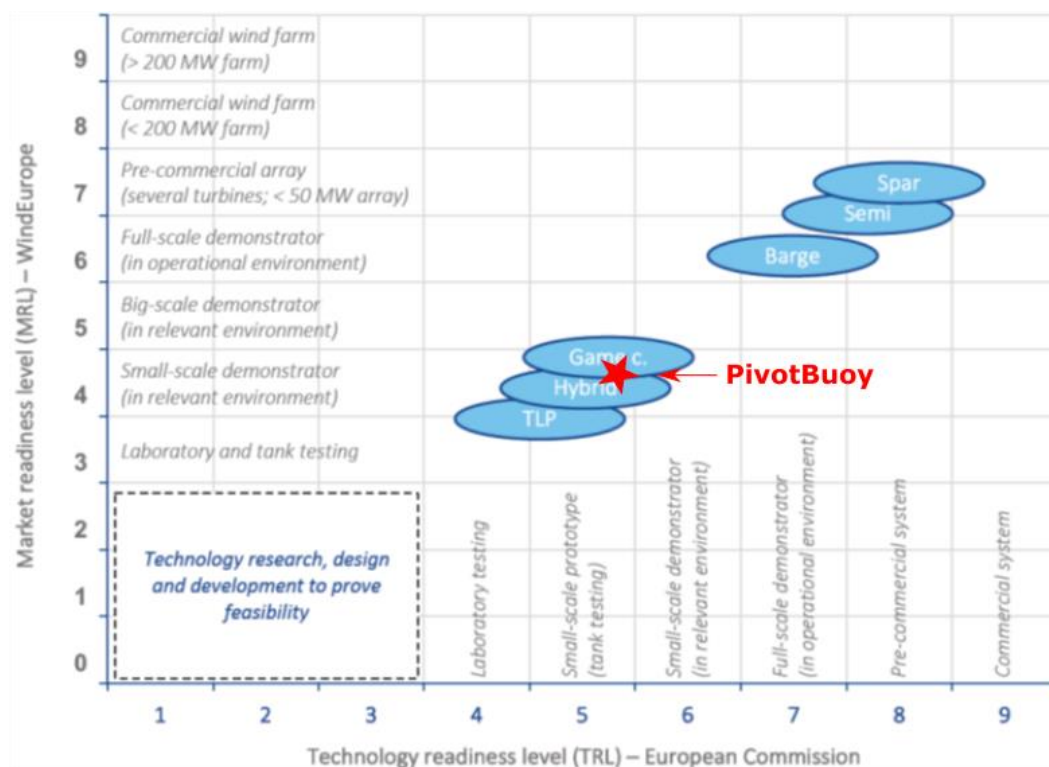 Market readiness level (MRL) – WindEurope
9
Commercial wind farm
(> 200 MW farm)
8
Commercial wind farm
(< 200 MW farm)
7
Pre-commercial array
(several turbines; < 50 MW array)
Spar
Semi
6
Full-scale demonstrator
(in operational environment)
Barge
5
Big-scale demonstrator
(in relevant environment)
4
Small-scale demonstrator
(in relevant environment)
Game c.
PivotBuoy
Hybrid
TLP
3
Laboratory and tank testing
2
1
0
Technology research, design
and development to prove
feasibility
Laboratory testing
Small-scale prototype
(tank testing)
Small-scale demonstrator
(in relevant environment)
Full-scale demonstrator
(in operational environment)
Pre-commercial system
Commercial system
1 2 3 4 5 6 7 8 9
Technology readiness level (TRL) – European Commission